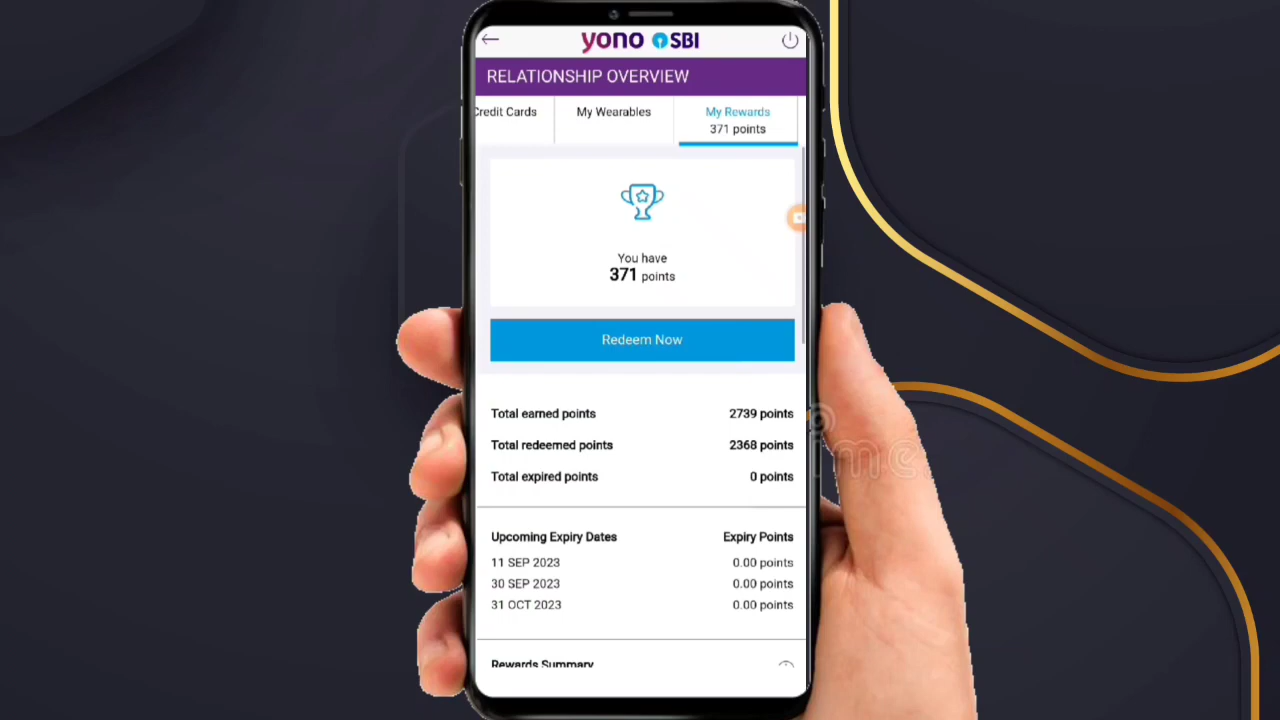 yono SBI
RELATIONSHIP OVERVIEW
Credit Cards My Wearables My Rewards
371 points
You have
371 points
Redeem Now
Total earned points 2739 points
Total redeemed points 2368 points
Total expired points 0 points
Upcoming Expiry Dates Expiry Points
11 SEP 2023 0.00 points
30 SEP 2023 0.00 points
31 OCT 2023 0.00 points
Rewards Summary